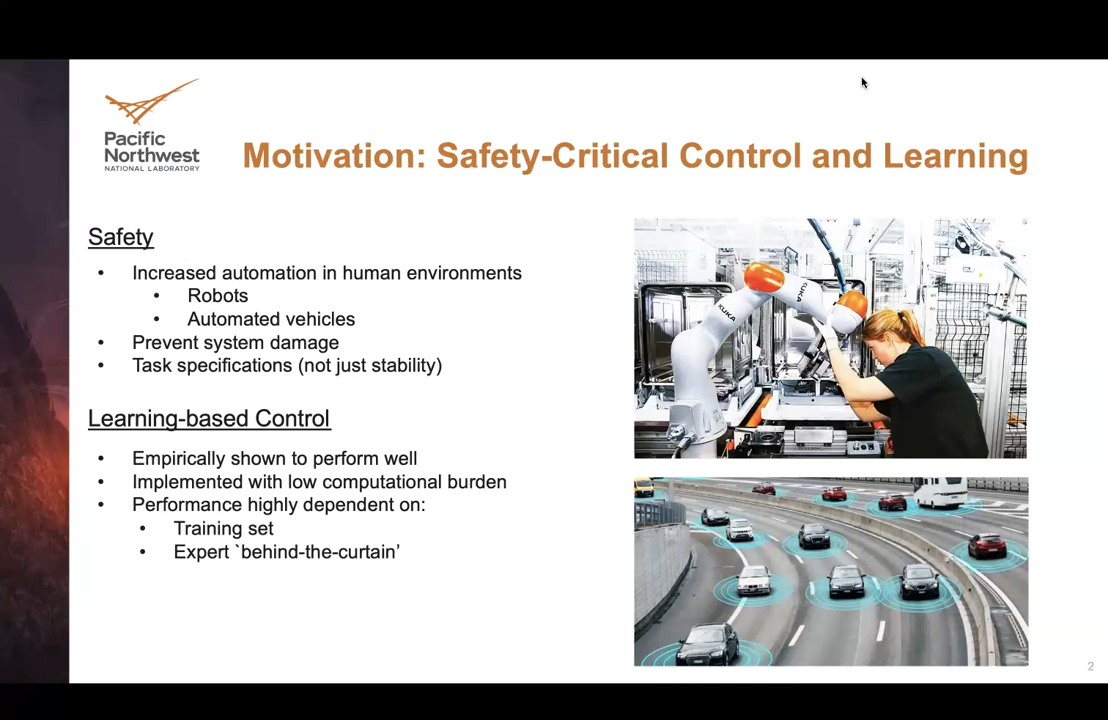 Pacific
Northwest
NATIONAL LABORATORY
Motivation: Safety-Critical Control and Learning
Safety
• Increased automation in human environments
• Robots
• Automated vehicles
• Prevent system damage
• Task specifications (not just stability)
Learning-based Control
• Empirically shown to perform well
• Implemented with low computational burden
• Performance highly dependent on:
• Training set
• Expert `behind-the-curtain’
KUKA
KUKA
2